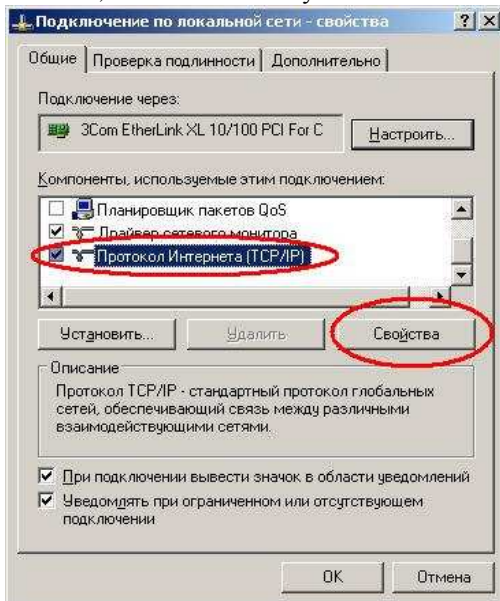 Подключение по локальной сети - свойства
Общие Проверка подлинности Дополнительно
Подключение через:
3Com EtherLink XL 10/100 PCI For C Настроить...
Компоненты, используемые этим подключением:
Планировщик пакетов QoS
Драйвер сетевого монитора
Протокол Интернета (TCP/IP)
Установить... Удалить Свойства
Описание
Протокол TCP/IP - стандартный протокол глобальных
сетей, обеспечивающий связь между различными
взаимодействующими сетями.
При подключении вывести значок в области уведомлений
Уведомлять при ограниченном или отсутствующем
подключении
OK Отмена